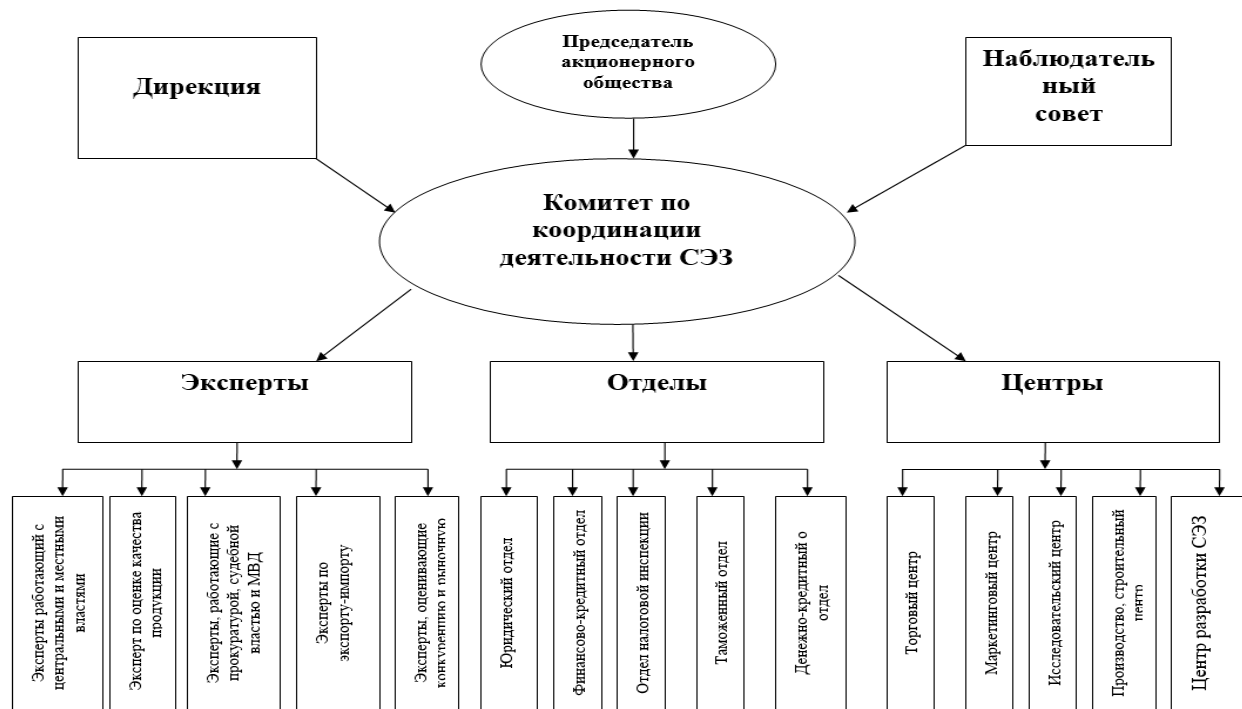 Председатель
акционерного
общества
Дирекция
Наблюдатель
ный
совет
Комитет по
координации
деятельности СЭЗ
Эксперты
Отделы
Центры
Эксперты работающий с
центральными и местными
властями
Эксперт по оценке качества
продукции
Эксперты, работающие с
прокуратурой, судебной
властью и МВД
Эксперты по
экспорту-импорту
Эксперты, оценивающие
конкуренцию и рыночную
Юридический отдел
Финансово-кредитный отдел
Отдел налоговой инспекции
Таможенный отдел
Денежно-кредитный о
отдел
Торговый центр
Маркетинговый центр
Исследовательский центр
Производство, строительный
центр
Центр разработки СЭЗ